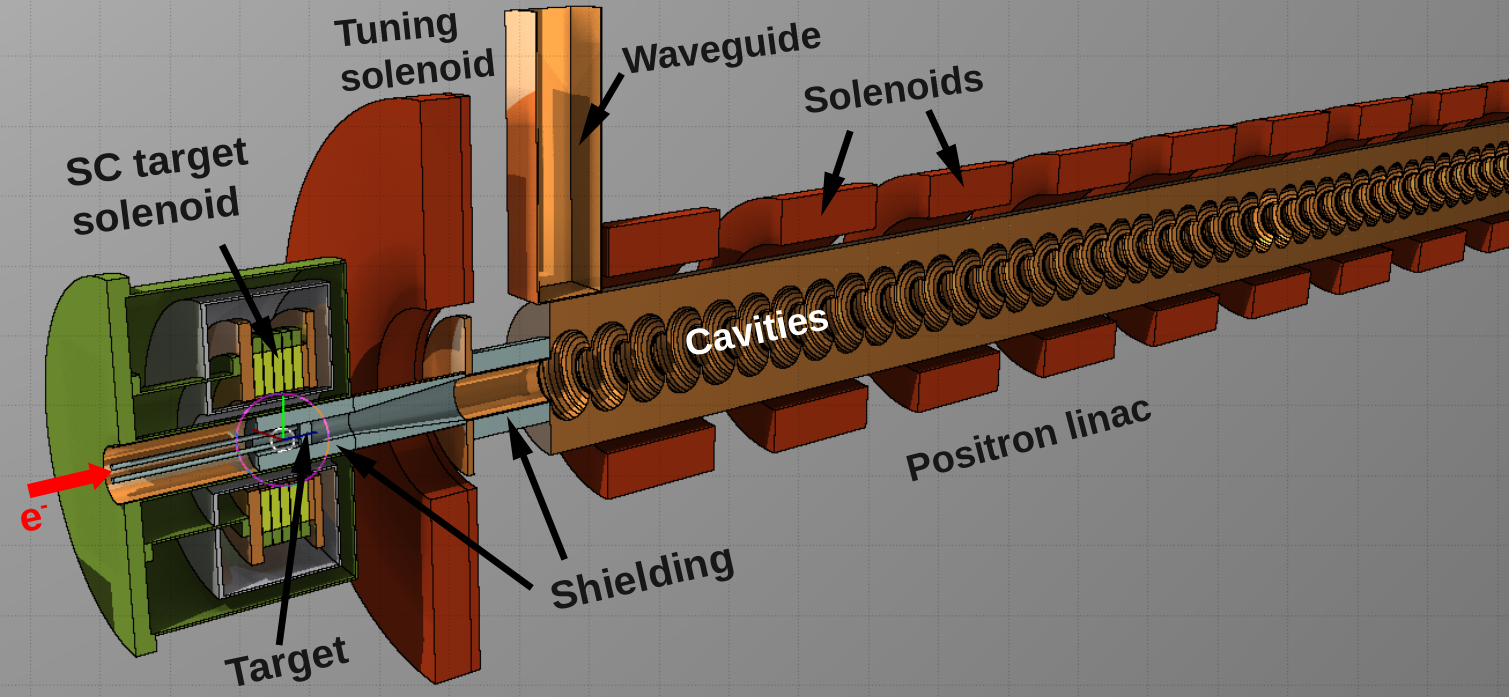 Tuning
solenoid
Waveguide
Solenoids
SC target
solenoid
Cavities
Positron linac
e-
Shielding
Target